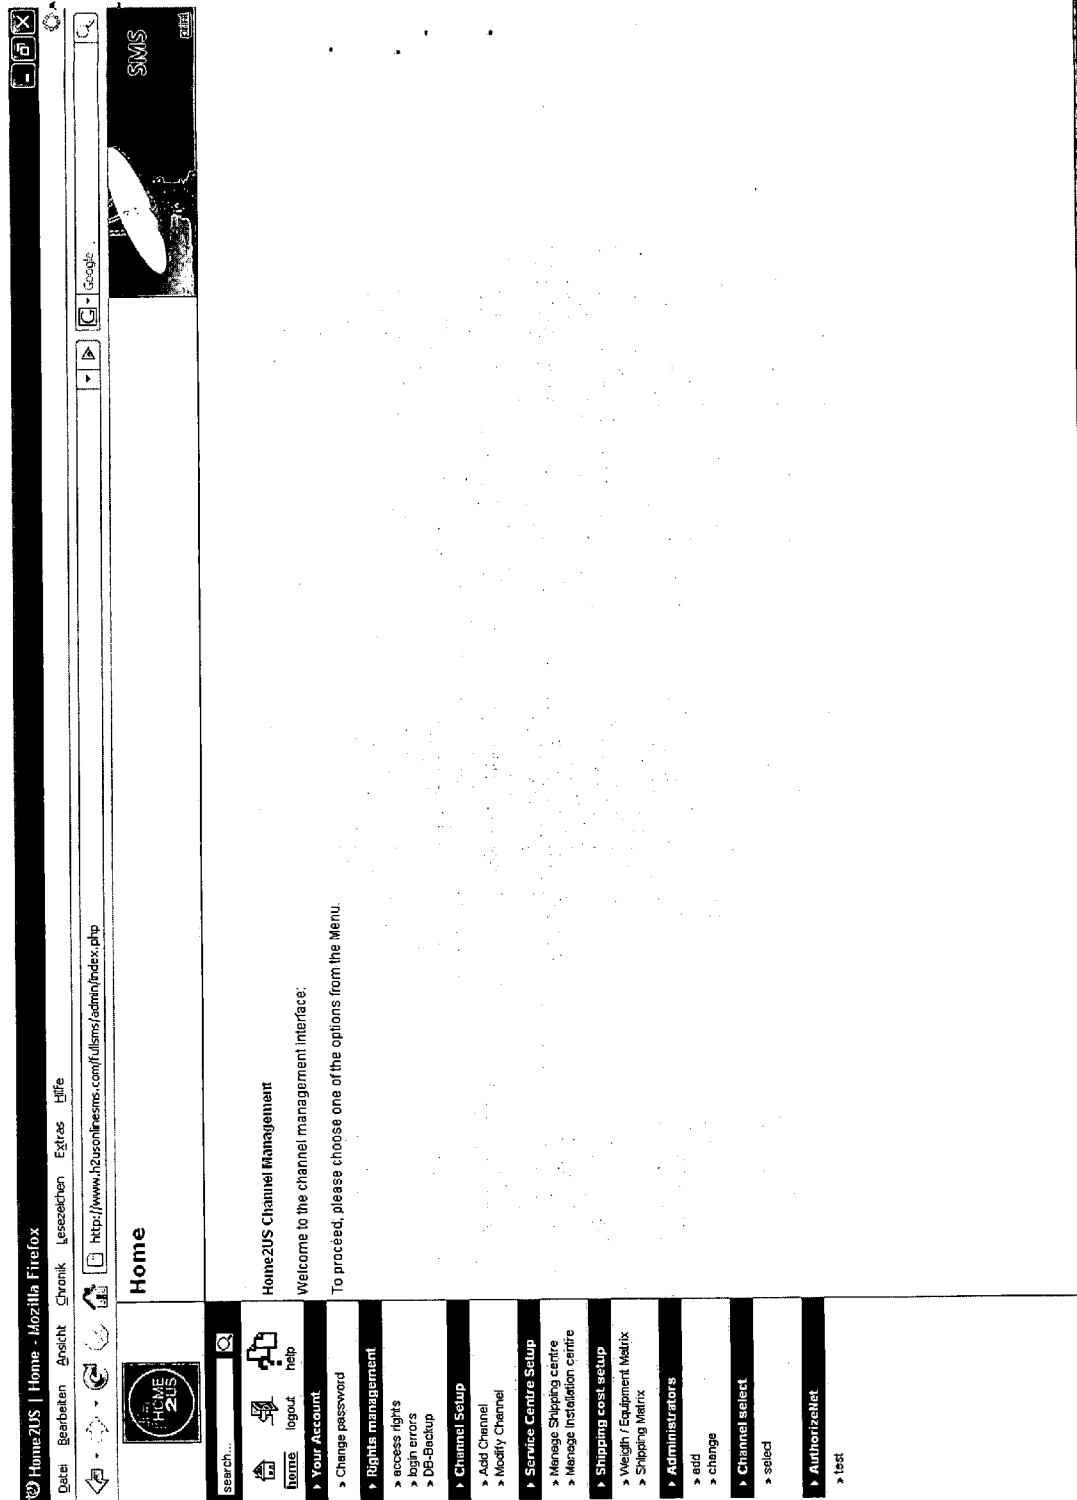 Home2US | Home - Mozilla Firefox
Datei Bearbeiten Ansicht Chronik Lesezeichen Extras Hilfe
http://www.h2usonlinesms.com/fullsms/admin/index.php
Google
HOME
2US
Home
SMS
search...
home logout help
Your Account
» Change password
Rights management
» access rights
» login errors
» DB-Backup
Channel Setup
» Add Channel
» Modify Channel
Service Centre Setup
» Manage Shipping centre
» Manage Installation centre
Shipping cost setup
» Weigth / Equipment Matrix
» Shipping Matrix
Administrators
» add
» change
Channel select
» select
AuthorizeNet
» test
Home2US Channel Management
Welcome to the channel management interface:
To proceed, please choose one of the options from the Menu.